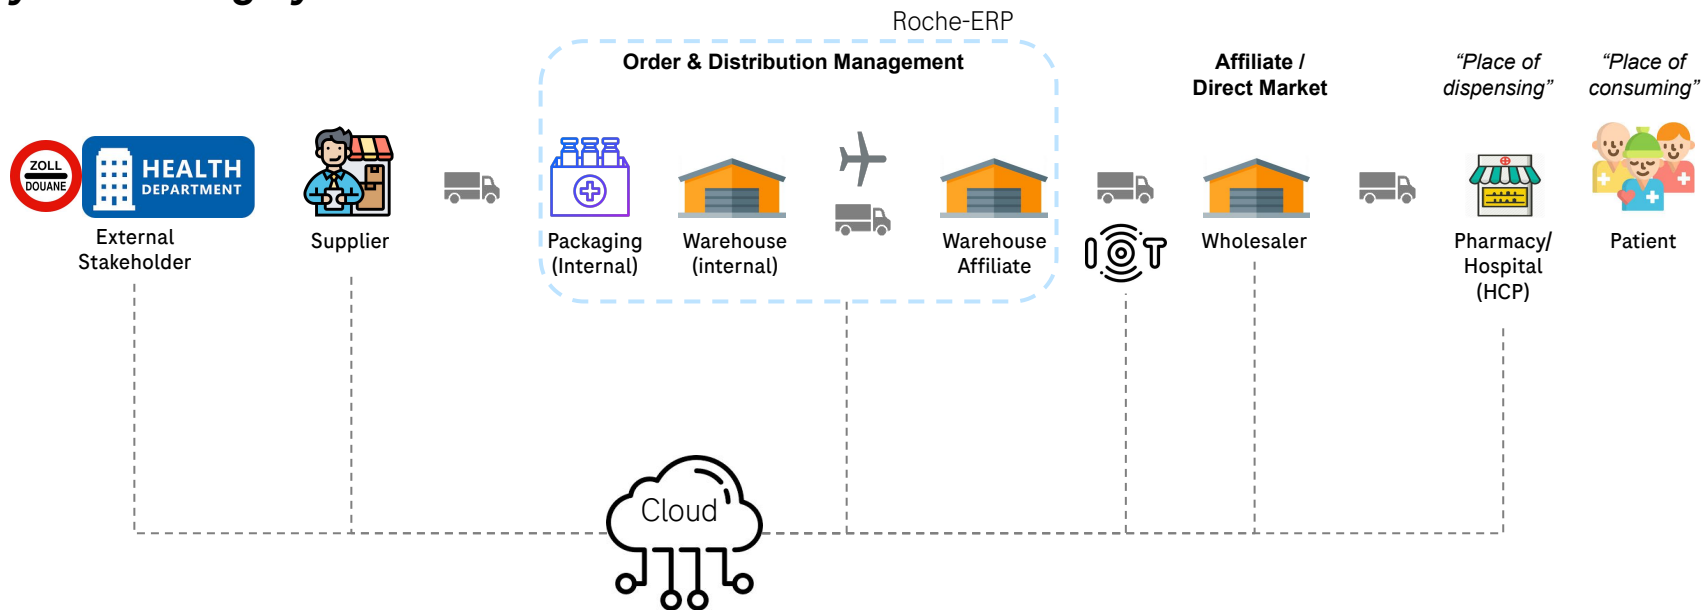 Roche-ERP
Order & Distribution Management
Affiliate /
Direct Market
“Place of
dispensing”
“Place of
consuming”
ZOLL
DOUANE
HEALTH
DEPARTMENT
External
Stakeholder
Supplier
Packaging
(Internal)
Warehouse
(internal)
Warehouse
Affiliate
IOT
Wholesaler
Pharmacy/
Hospital
(HCP)
Patient
Cloud